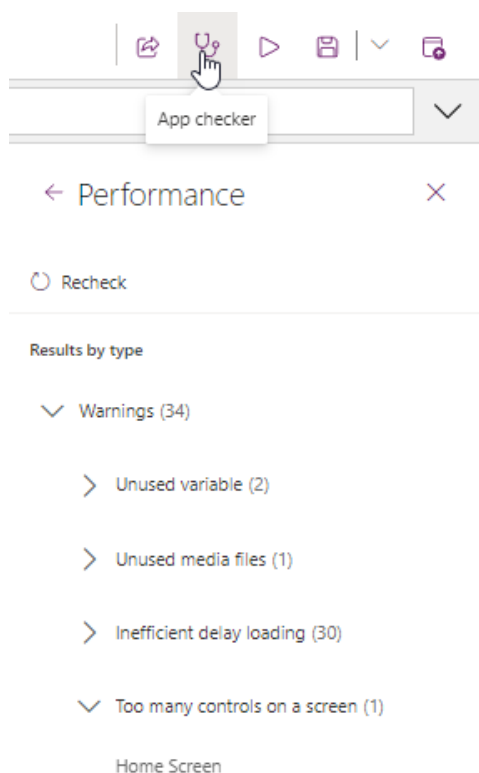 App checker
Performance
Recheck
Results by type
Warnings (34)
Unused variable (2)
Unused media files (1)
Inefficient delay loading (30)
Too many controls on a screen (1)
Home Screen